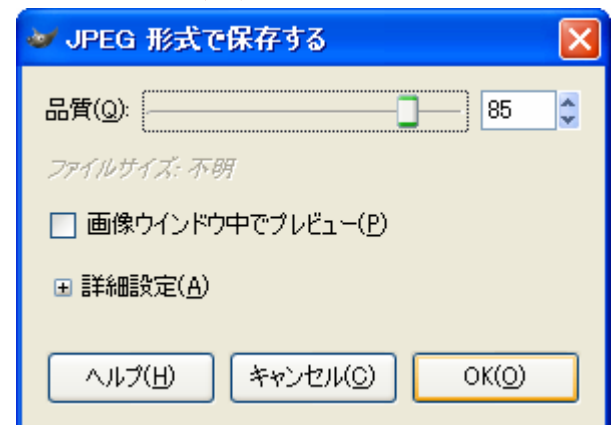 JPEG 形式で保存する
品質(Q): 85
ファイルサイズ: 不明
画像ウインドウ中でプレビュー(P)
詳細設定(A)
ヘルプ(H) キャンセル(C) OK(O)